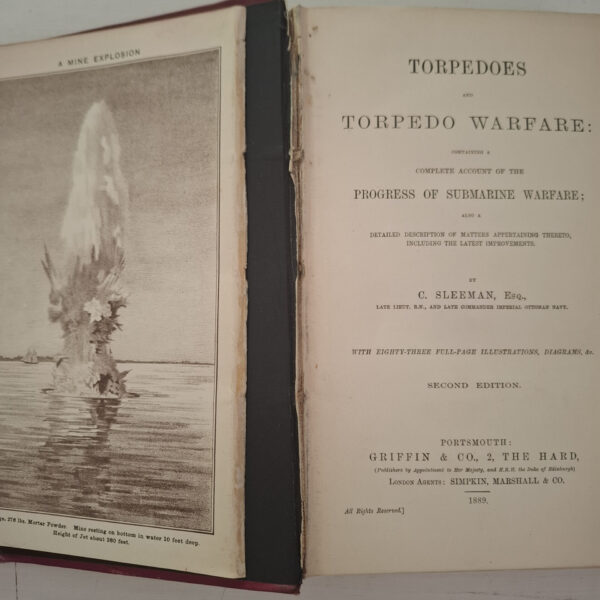 A MINE EXPLOSION
276 lbs. Mortar Powder. Mine resting on bottom in water 10 feet deep.
Height of Jet about 260 feet.
TORPEDOES
AND
TORPEDO WARFARE:
CONTAINING A
COMPLETE ACCOUNT OF THE
PROGRESS OF SUBMARINE WARFARE;
ALSO A
DETAILED DESCRIPTION OF MATTERS APPERTAINING THERETO,
INCLUDING THE LATEST IMPROVEMENTS.
BY
C. SLEEMAN, Esq.,
LATE LIEUT. R.N., AND LATE COMMANDER IMPERIAL OTTOMAN NAVY.
WITH EIGHTY-THREE FULL-PAGE ILLUSTRATIONS, DIAGRAMS, &c.
SECOND EDITION.
PORTSMOUTH:
GRIFFIN & CO., 2, THE HARD,
(Publishers by Appointment to Her Majesty, and H.R.H. the Duke of Edinburgh)
LONDON AGENTS: SIMPKIN, MARSHALL & CO.
1889.
All Rights Reserved.]